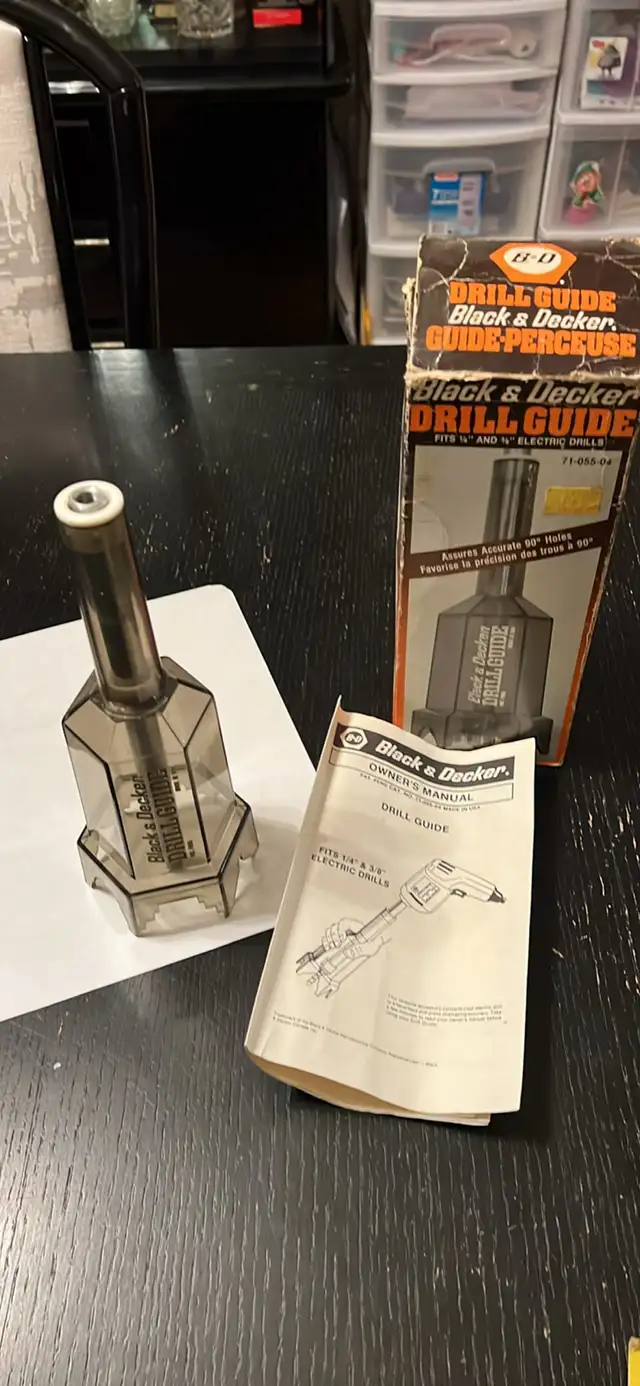 B-D
DRILL GUIDE
Black & Decker.
GUIDE-PERCEUSE
Black & Decker
DRILL GUIDE
FITS ¼" AND ⅜" ELECTRIC DRILLS
71-055-04
Assures Accurate 90° Holes
Favorise la précision des trous à 90°
Black & Decker
DRILL GUIDE
Black & Decker
DRILL GUIDE
B-D
Black & Decker.
OWNER'S MANUAL
DRILL GUIDE
FITS 1/4" & 3/8"
ELECTRIC DRILLS